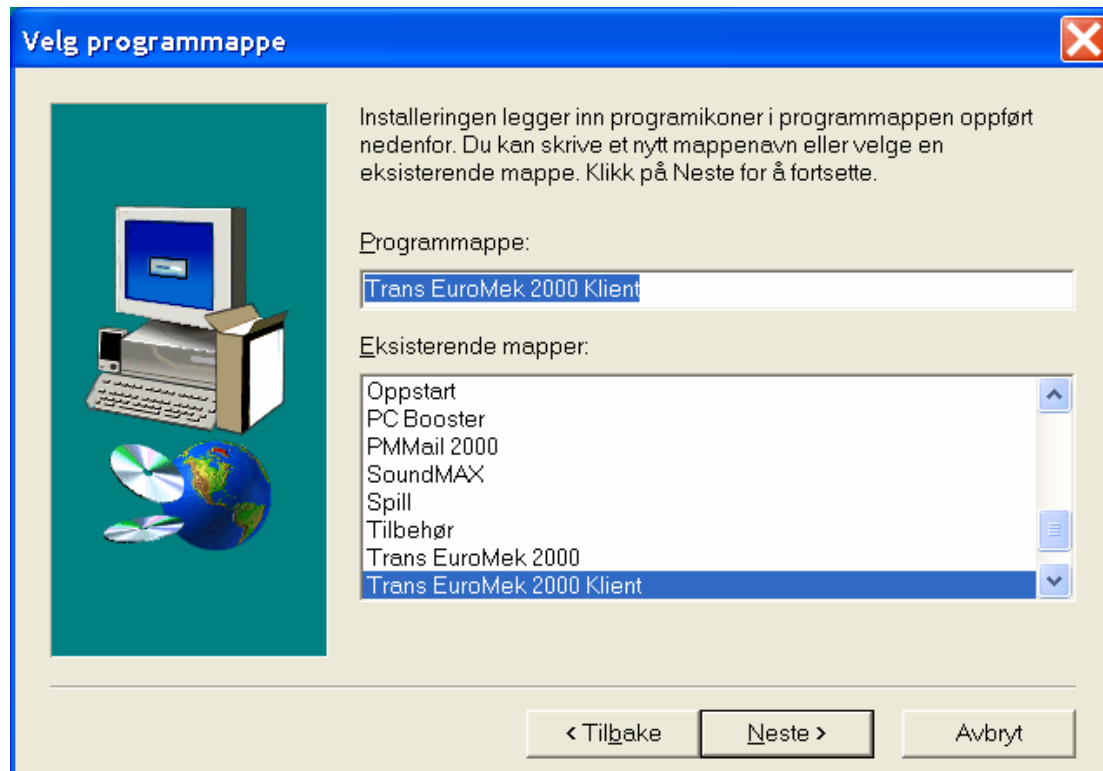 Velg programmappe
Installeringen legger inn programikoner i programmappen oppført
nedenfor. Du kan skrive et nytt mappenavn eller velge en
eksisterende mappe. Klikk på Neste for å fortsette.
Programmappe:
Trans EuroMek 2000 Klient
Eksisterende mapper:
Oppstart
PC Booster
PMMail 2000
SoundMAX
Spill
Tilbehør
Trans EuroMek 2000
Trans EuroMek 2000 Klient
< Tilbake
Neste >
Avbryt